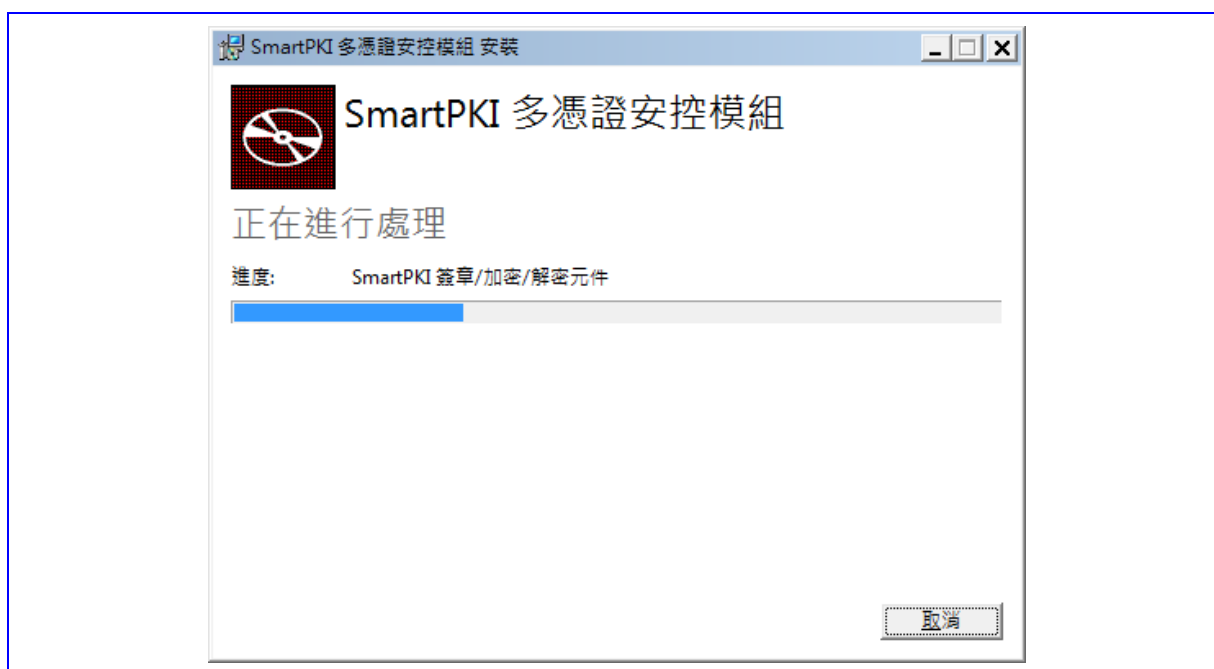 SmartPKI 多憑證安控模組 安裝
SmartPKI 多憑證安控模組
正在進行處理
進度: SmartPKI 簽章/加密/解密元件
取消